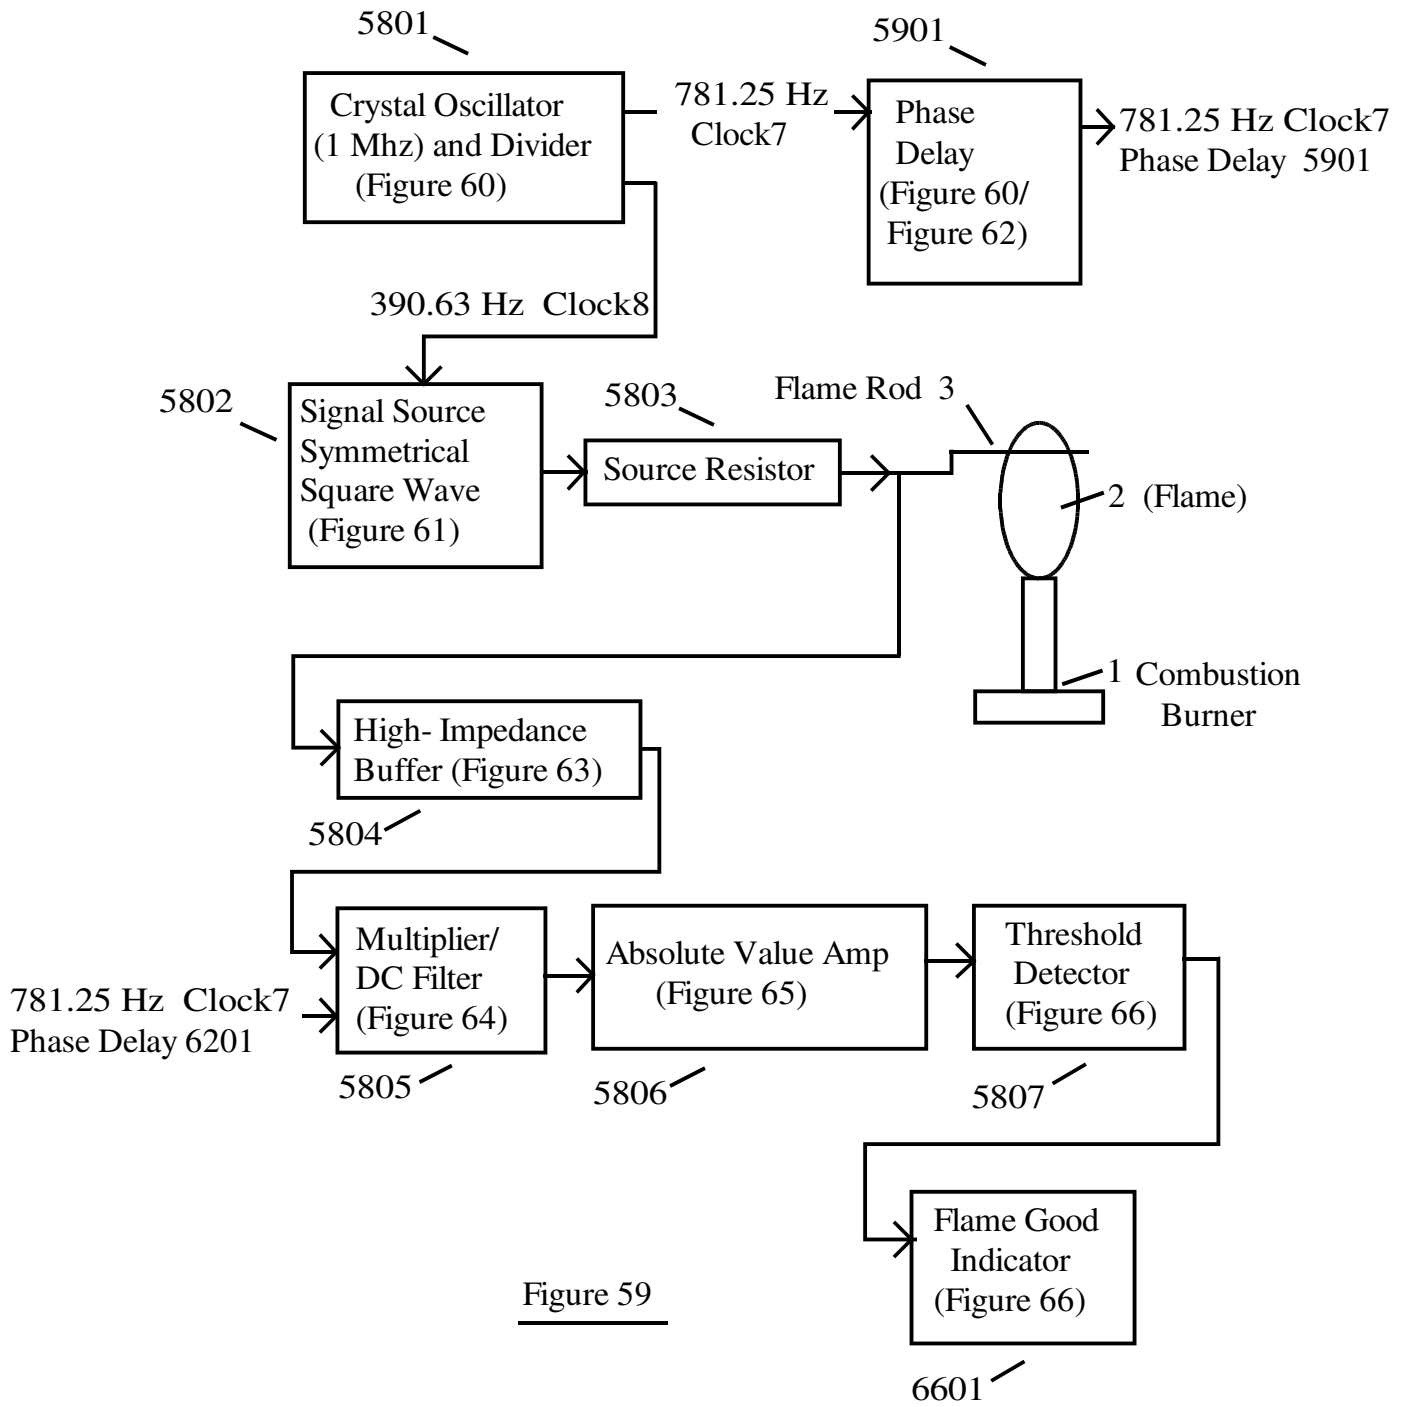 5801
Crystal Oscillator
(1 Mhz) and Divider
(Figure 60)
781.25 Hz
Clock7
5901
Phase
Delay
(Figure 60/
Figure 62)
781.25 Hz Clock7
Phase Delay 5901
390.63 Hz Clock8
5802
Signal Source
Symmetrical
Square Wave
(Figure 61)
5803
Source Resistor
Flame Rod 3
2 (Flame)
1 Combustion
Burner
High- Impedance
Buffer (Figure 63)
5804
781.25 Hz Clock7
Phase Delay 6201
Multiplier/
DC Filter
(Figure 64)
5805
Absolute Value Amp
(Figure 65)
5806
Threshold
Detector
(Figure 66)
5807
Flame Good
Indicator
(Figure 66)
6601
Figure 59